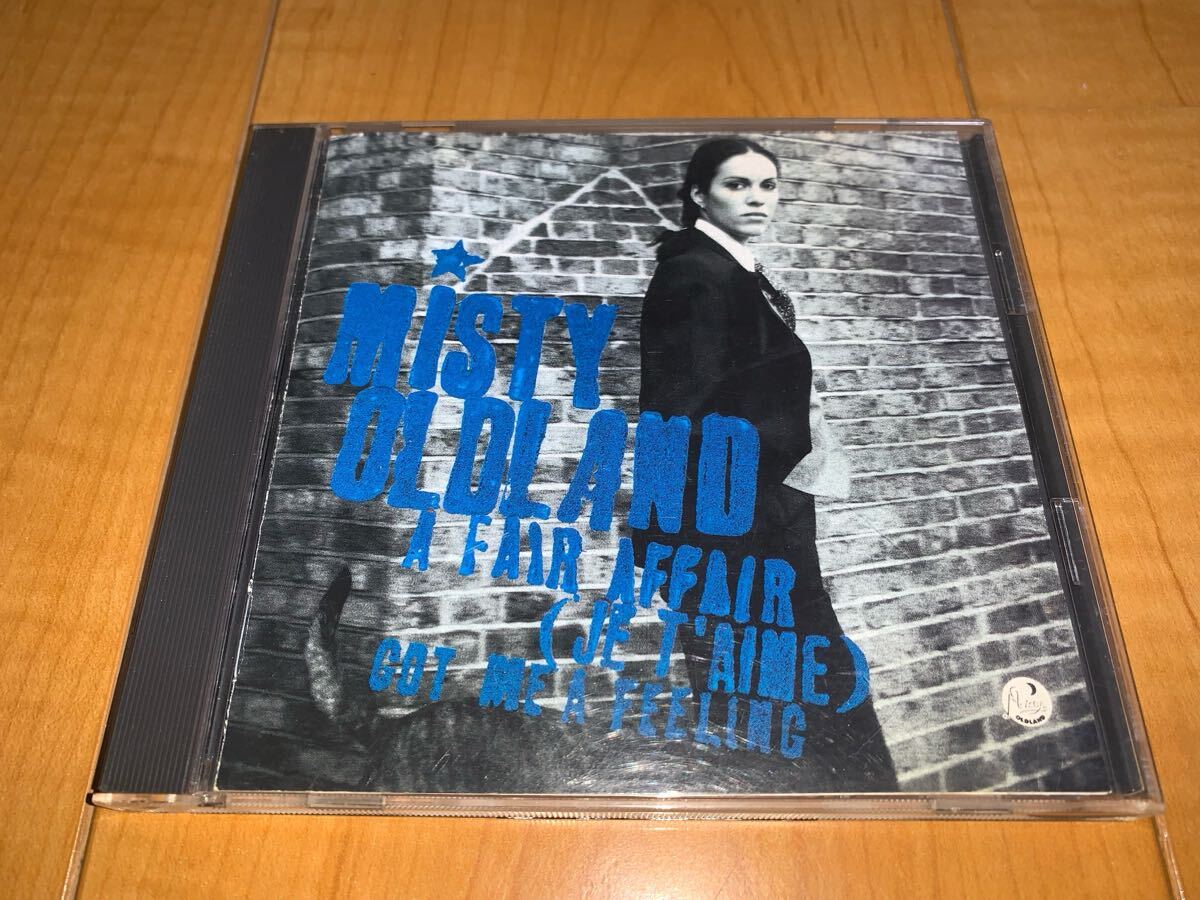 MiSTY
OLDLAND
A FAIR AFFAIR
(JE T'AIME)
GOT ME A FEELING
OLDLAND